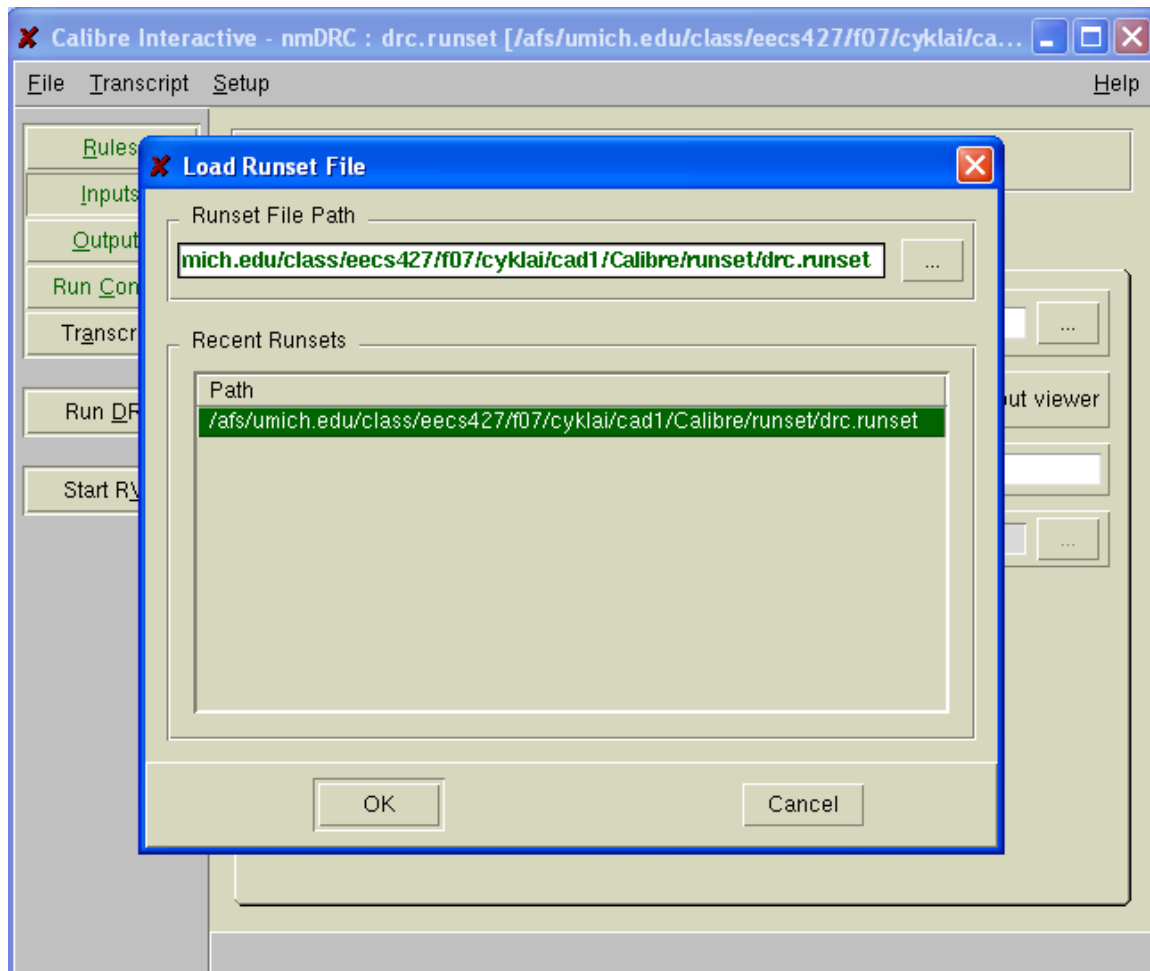 Calibre Interactive - nmDRC : drc.runset [/afs/umich.edu/class/eecs427/f07/cyklai/ca...
File Transcript Setup Help
Rules
Inputs
Output
Run Con
Transcr
Run DR
Start RV
Load Runset File
Runset File Path
mich.edu/class/eecs427/f07/cyklai/cad1/Calibre/runset/drc.runset
...
Recent Runsets
Path
/afs/umich.edu/class/eecs427/f07/cyklai/cad1/Calibre/runset/drc.runset
OK
Cancel
...
ut viewer
...